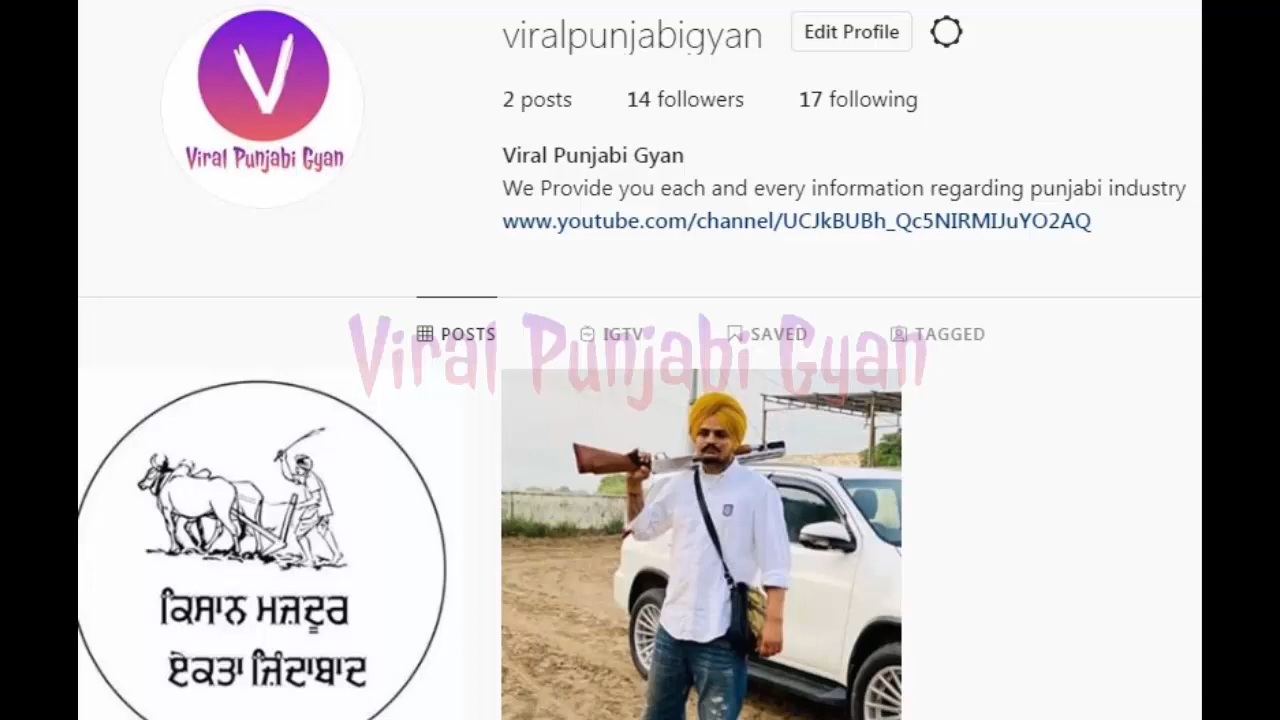 V
Viral Punjabi Gyan
viralpunjabigyan
Edit Profile
2 posts 14 followers 17 following
Viral Punjabi Gyan
We Provide you each and every information regarding punjabi industry
www.youtube.com/channel/UCJkBUBh_Qc5NIRMIJuYO2AQ
POSTS IGTV SAVED TAGGED
Viral Punjabi Gyan
ਕਿਸਾਨ ਮਜ਼ਦੂਰ
ਏਕਤਾ ਜ਼ਿੰਦਾਬਾਦ